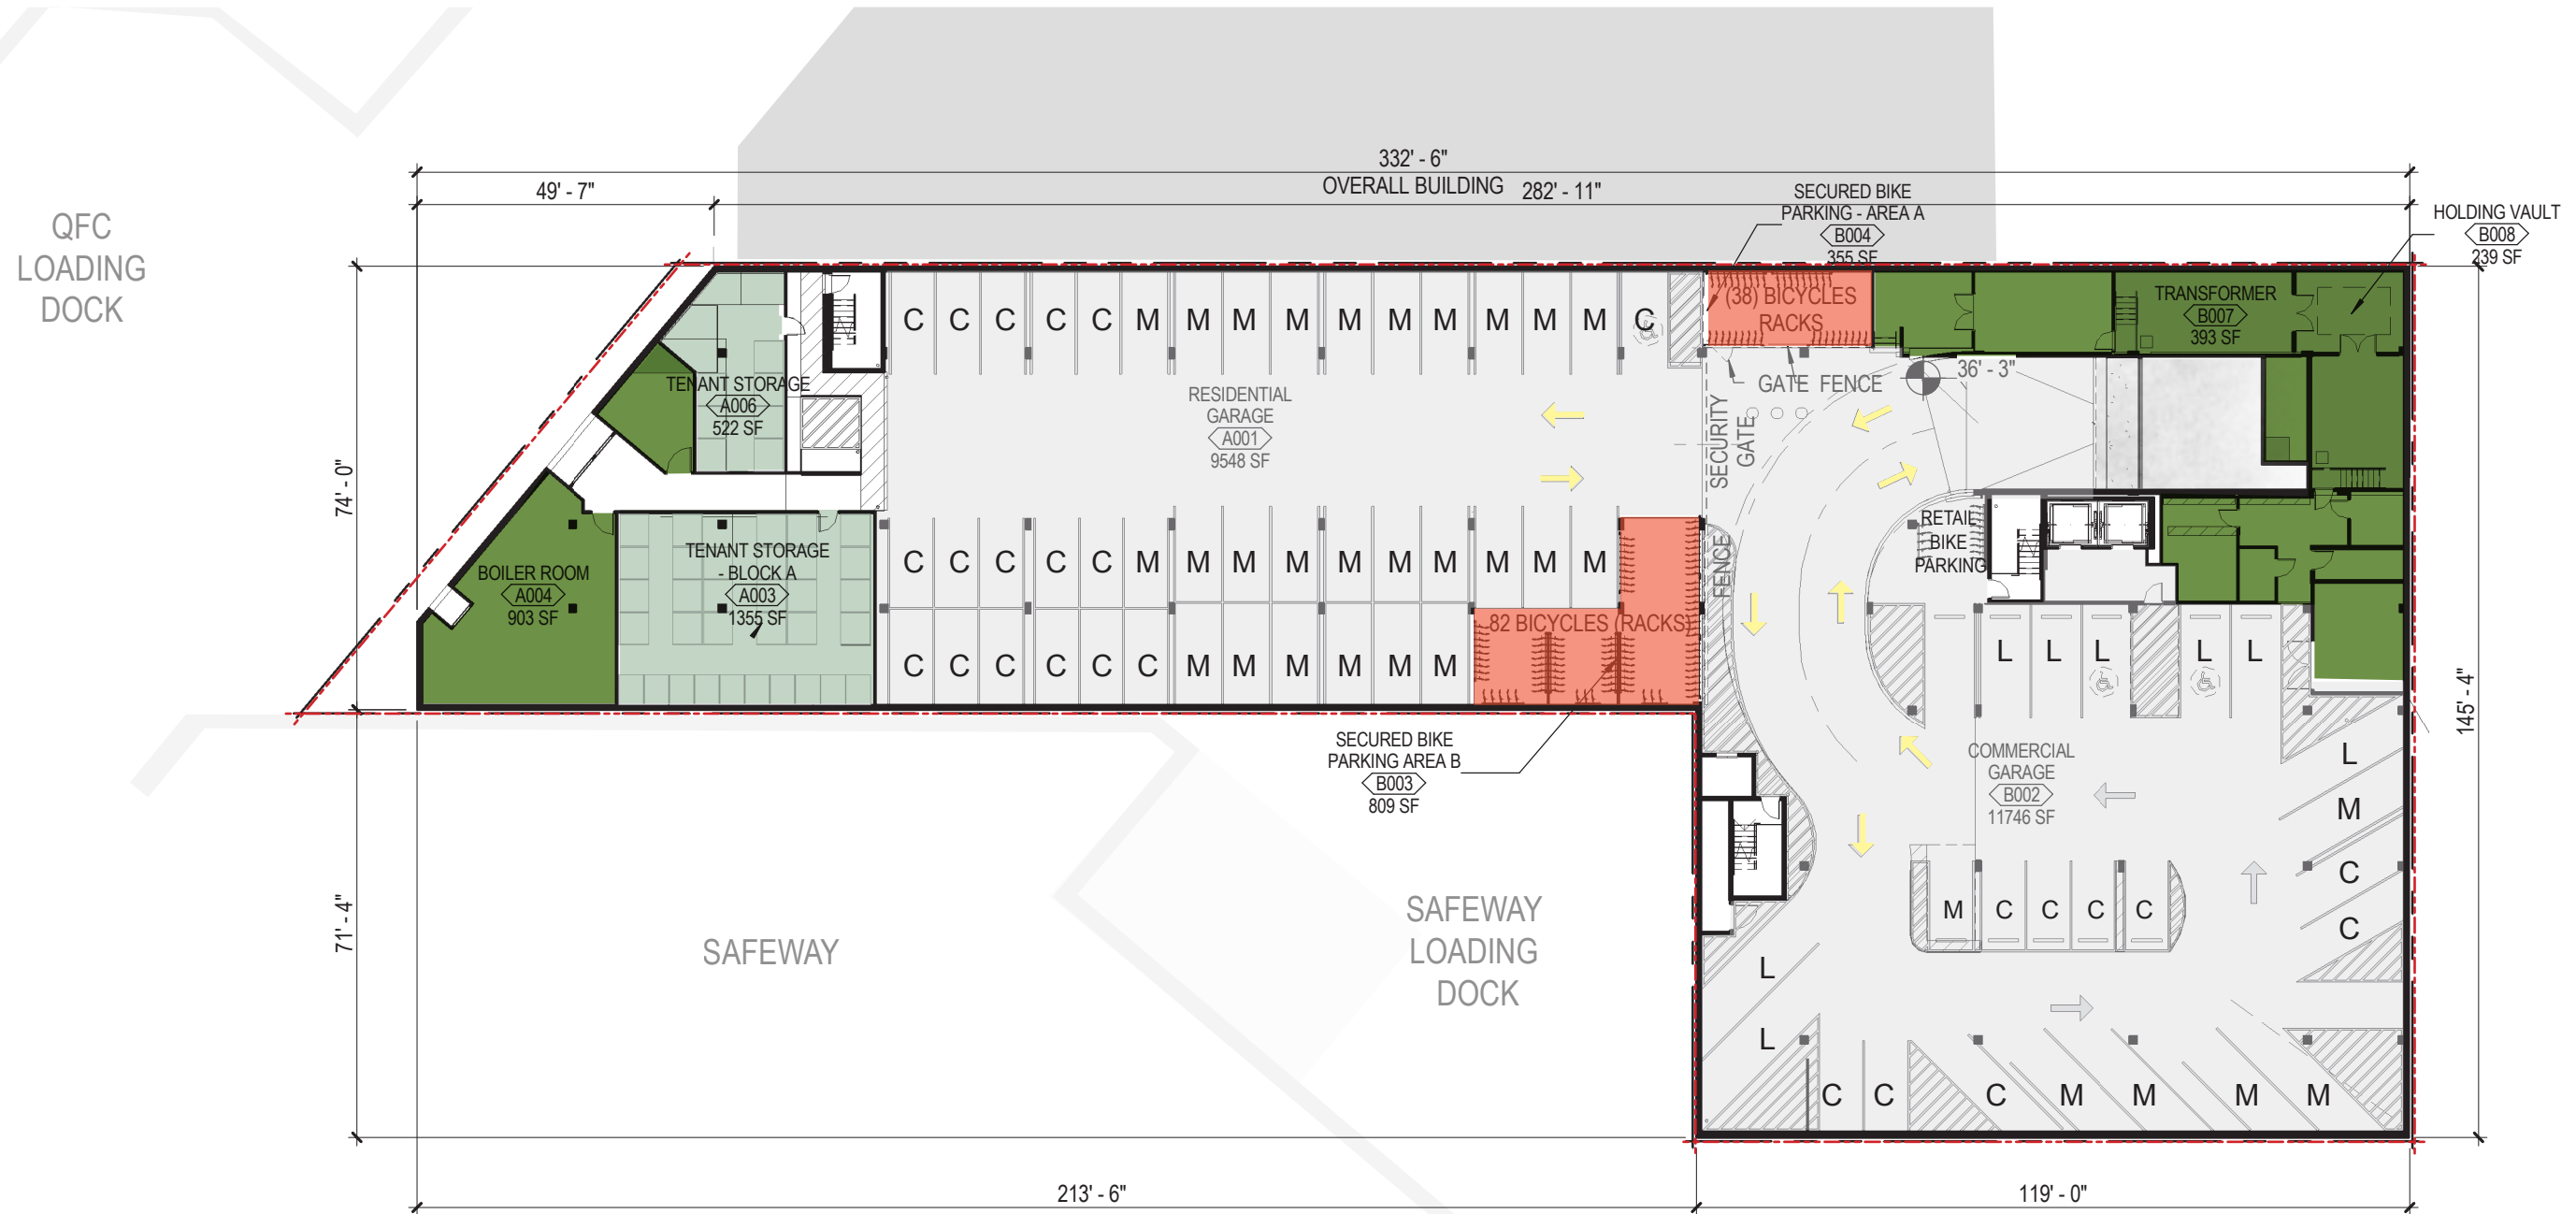 332' - 6"
OVERALL BUILDING
49' - 7"
282' - 11"
SECURED BIKE
PARKING - AREA A
B004
355 SF
HOLDING VAULT
B008
239 SF
QFC
LOADING
DOCK
(38) BICYCLES
RACKS
TRANSFORMER
B007
393 SF
C C C C C M M M M M M M M M M C
TENANT STORAGE
A006
522 SF
RESIDENTIAL
GARAGE
A001
9548 SF
GATE FENCE
36' - 3"
SECURITY
GATE
74' - 0"
RETAIL
BIKE
PARKING
FENCE
TENANT STORAGE
- BLOCK A
A003
1355 SF
BOILER ROOM
A004
903 SF
C C C C C M M M M M M M M M M
82 BICYCLES (RACKS)
C C C C C C M M M M M M
L L L L L
SECURED BIKE
PARKING AREA B
B003
809 SF
COMMERCIAL
GARAGE
B002
11746 SF
145' - 4"
L
M
C
C
M C C C C
71' - 4"
SAFEWAY
SAFEWAY
LOADING
DOCK
L
L
C C C M M M M
213' - 6"
119' - 0"